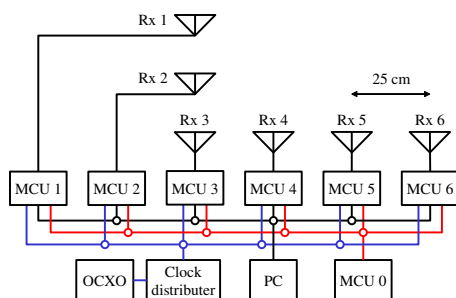 Rx 1
Rx 2
25 cm
Rx 3
Rx 4
Rx 5
Rx 6
MCU 1
MCU 2
MCU 3
MCU 4
MCU 5
MCU 6
OCXO
Clock
distributer
PC
MCU 0